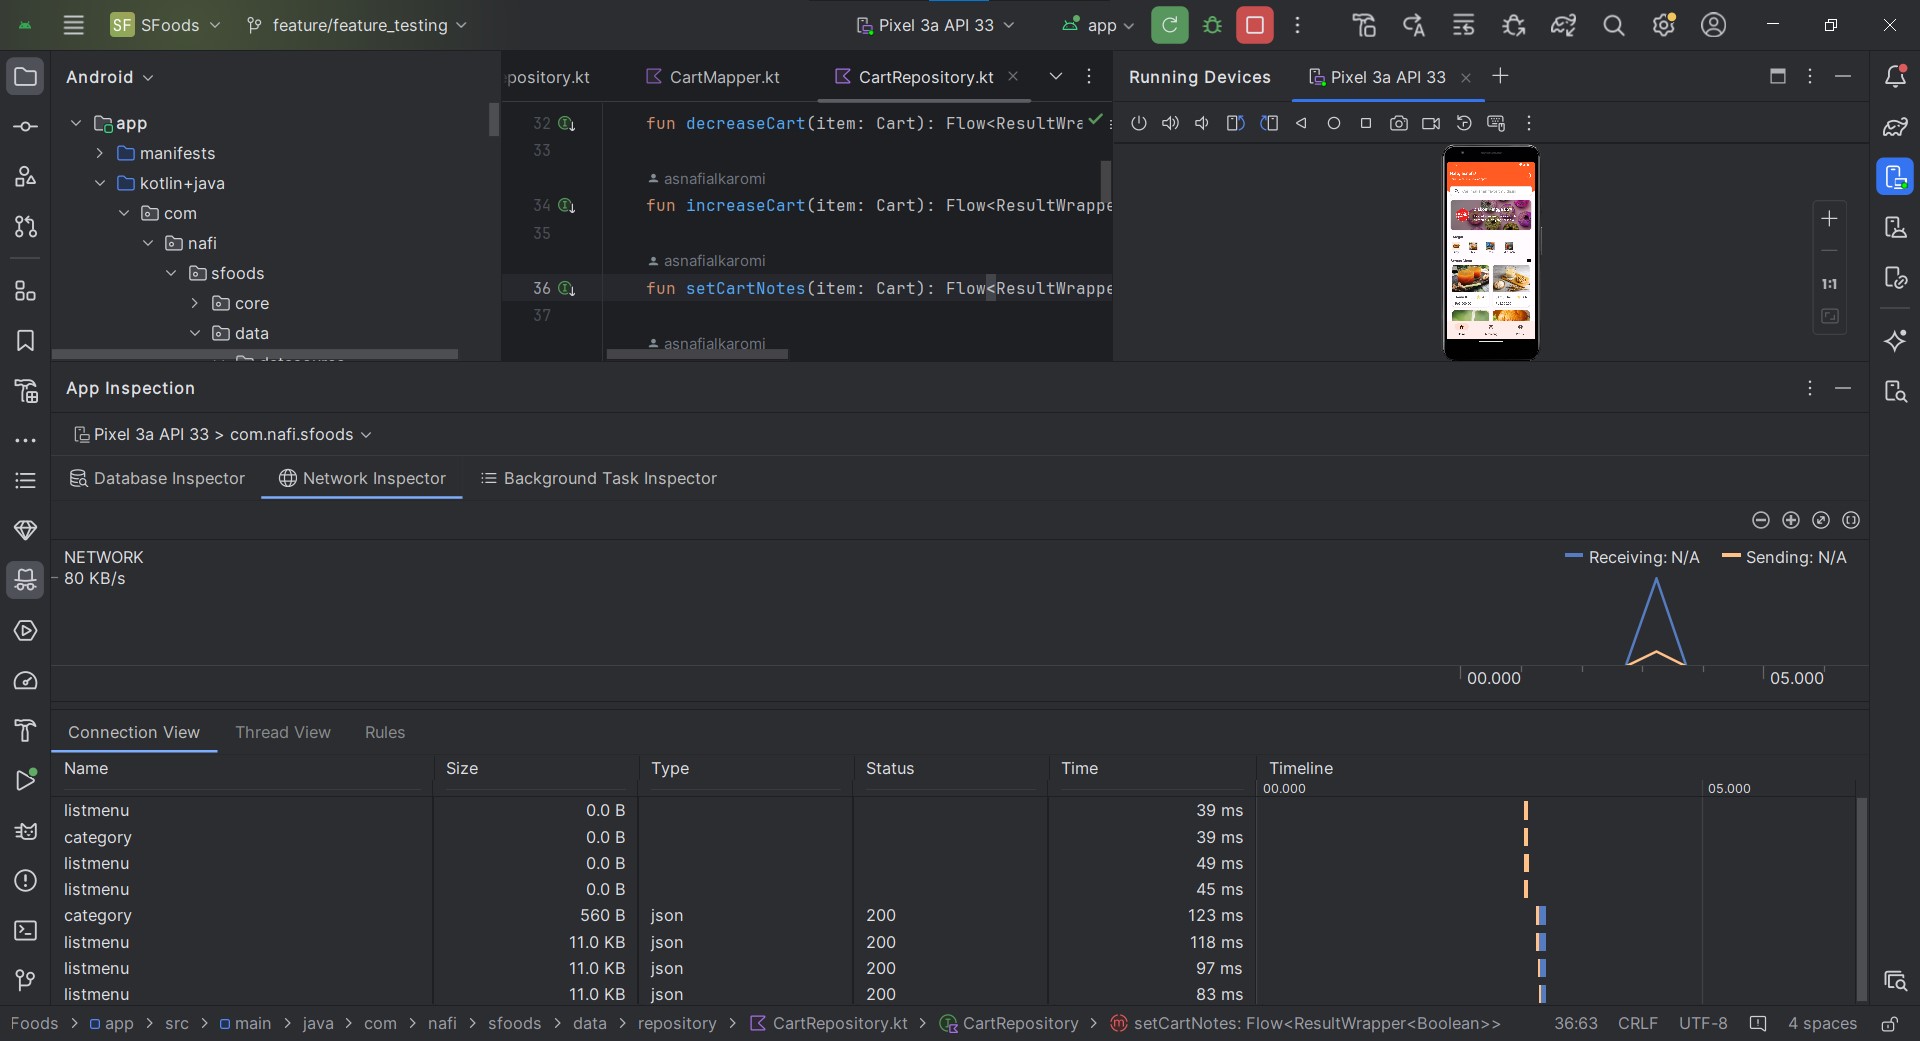 SF SFoods feature/feature_testing Pixel 3a API 33 app
Android
app
manifests
kotlin+java
com
nafi
sfoods
core
data
pository.kt CartMapper.kt CartRepository.kt
32 fun decreaseCart(item: Cart): Flow<ResultWra
33
asnafialkaromi
34 fun increaseCart(item: Cart): Flow<ResultWrappe
35
asnafialkaromi
36 fun setCartNotes(item: Cart): Flow<ResultWrappe
37
asnafialkaromi
Running Devices Pixel 3a API 33
1:1
App Inspection
Pixel 3a API 33 > com.nafi.sfoods
Database Inspector Network Inspector Background Task Inspector
NETWORK
80 KB/s
Receiving: N/A Sending: N/A
00.000 05.000
Connection View Thread View Rules
Name Size Type Status Time Timeline
00.000 05.000
listmenu 0.0 B 39 ms
category 0.0 B 39 ms
listmenu 0.0 B 49 ms
listmenu 0.0 B 45 ms
category 560 B json 200 123 ms
listmenu 11.0 KB json 200 118 ms
listmenu 11.0 KB json 200 97 ms
listmenu 11.0 KB json 200 83 ms
Foods > app > src > main > java > com > nafi > sfoods > data > repository > CartRepository.kt > CartRepository > setCartNotes: Flow<ResultWrapper<Boolean>> 36:63 CRLF UTF-8 4 spaces